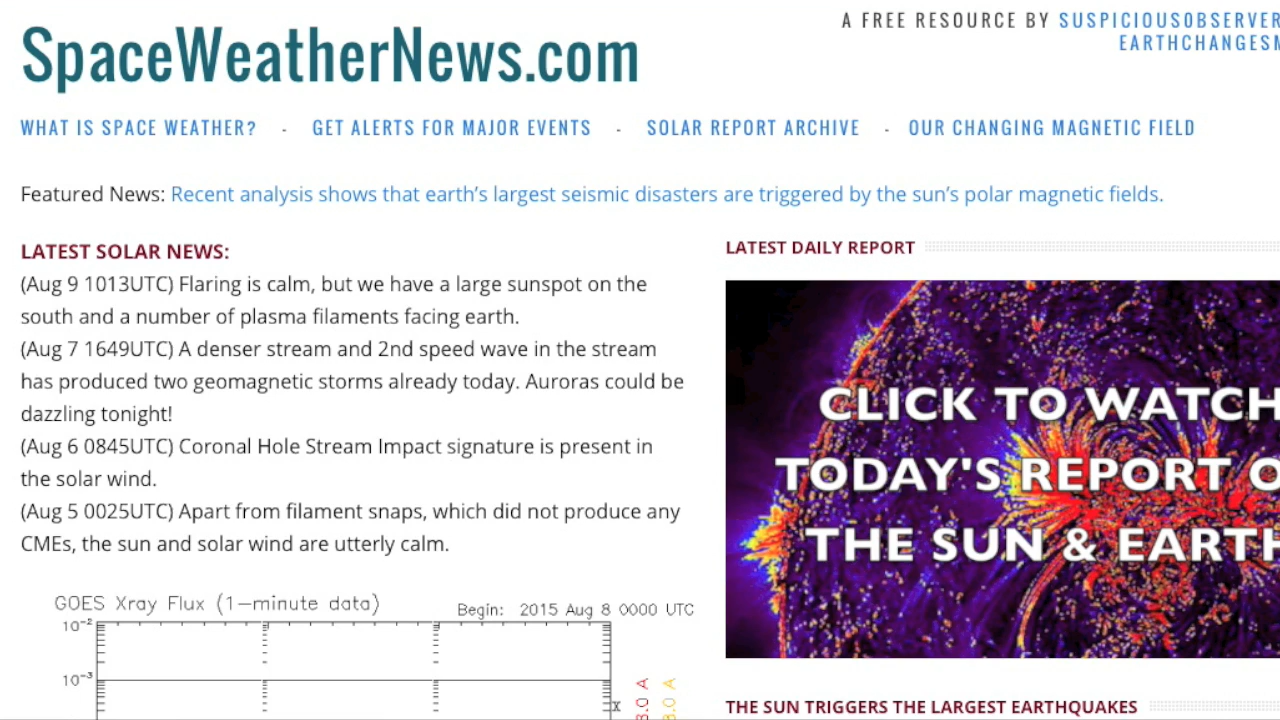 SpaceWeatherNews.com
A FREE RESOURCE BY SUSPICIOUSOBSERVER
EARTHCHANGESM
WHAT IS SPACE WEATHER? - GET ALERTS FOR MAJOR EVENTS - SOLAR REPORT ARCHIVE - OUR CHANGING MAGNETIC FIELD
Featured News: Recent analysis shows that earth's largest seismic disasters are triggered by the sun's polar magnetic fields.
LATEST SOLAR NEWS:
(Aug 9 1013UTC) Flaring is calm, but we have a large sunspot on the
south and a number of plasma filaments facing earth.
(Aug 7 1649UTC) A denser stream and 2nd speed wave in the stream
has produced two geomagnetic storms already today. Auroras could be
dazzling tonight!
(Aug 6 0845UTC) Coronal Hole Stream Impact signature is present in
the solar wind.
(Aug 5 0025UTC) Apart from filament snaps, which did not produce any
CMEs, the sun and solar wind are utterly calm.
GOES Xray Flux (1-minute data)
Begin: 2015 Aug 8 0000 UTC
10⁻²
10⁻³
X
8.0 A
8.0 A
LATEST DAILY REPORT
CLICK TO WATCH
TODAY'S REPORT O
THE SUN & EARTH
THE SUN TRIGGERS THE LARGEST EARTHQUAKES